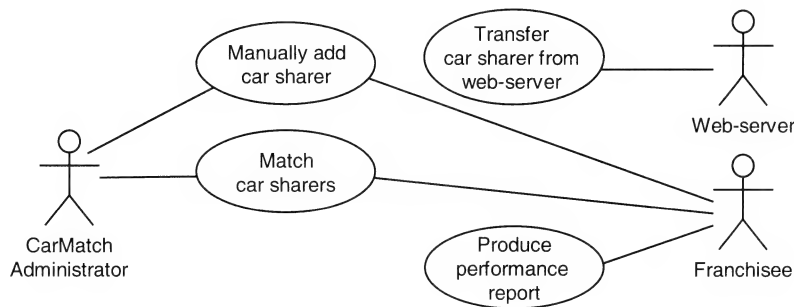 Manually add
car sharer
Transfer
car sharer from
web-server
Web-server
Match
car sharers
CarMatch
Administrator
Produce
performance
report
Franchisee